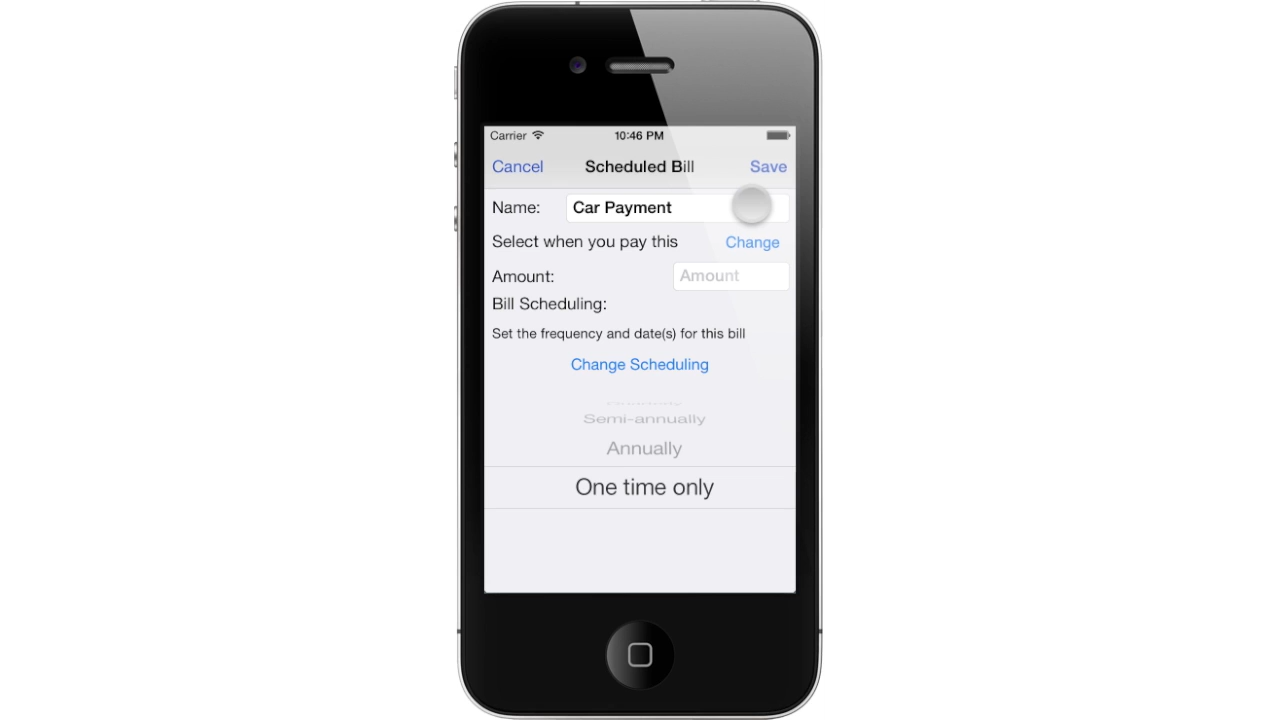 Carrier 10:46 PM
Cancel Scheduled Bill Save
Name: Car Payment
Select when you pay this Change
Amount: Amount
Bill Scheduling:
Set the frequency and date(s) for this bill
Change Scheduling
Semi-annually
Annually
One time only